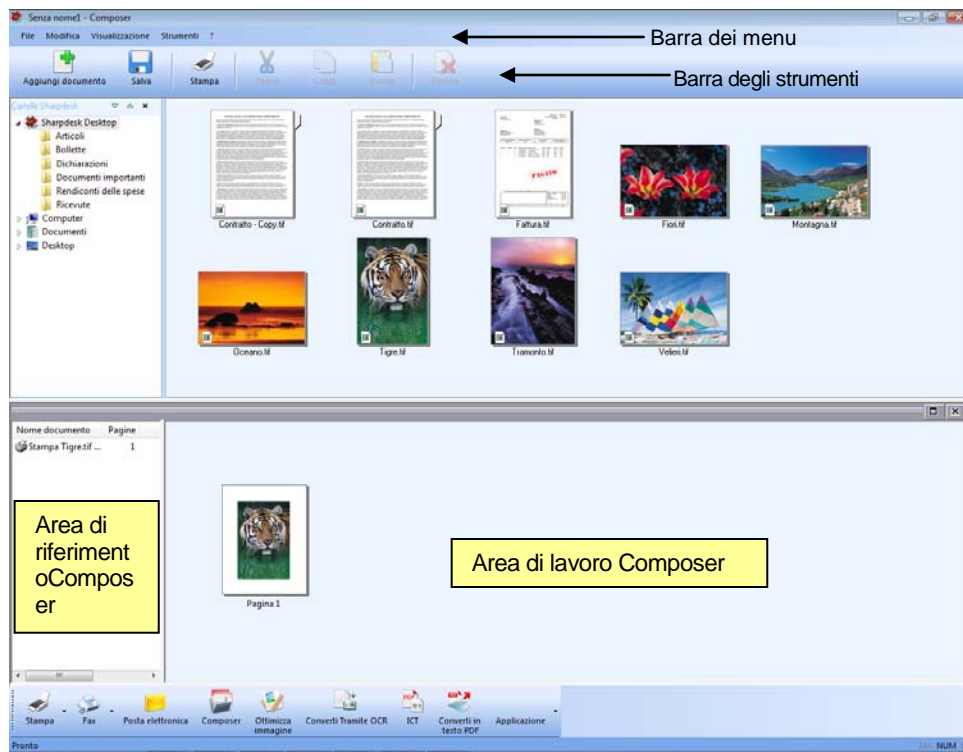 Senza nome1 - Composer
File Modifica Visualizzazione Strumenti ?
Barra dei menu
Aggiungi documento Salva Stampa
Barra degli strumenti
Cartelle Sharpdesk
Sharpdesk Desktop
Articoli
Bollette
Dichiarazioni
Documenti importanti
Rendiconti delle spese
Ricevute
Computer
Documenti
Desktop
PAGATO
Contratto - Copy.tif
Contratto.tif
Fattura.tif
Fiori.tif
Montagna.tif
Oceano.tif
Tigre.tif
Tramonto.tif
Velieri.tif
Nome documento Pagine
Stampa Tigre.tif ... 1
Area di
riferiment
oCompos
er
Area di lavoro Composer
Pagina 1
Stampa Fax Posta elettronica Composer Ottimizza immagine Converti Tramite OCR ICT Converti in testo PDF Applicazione
Pronto
NUM